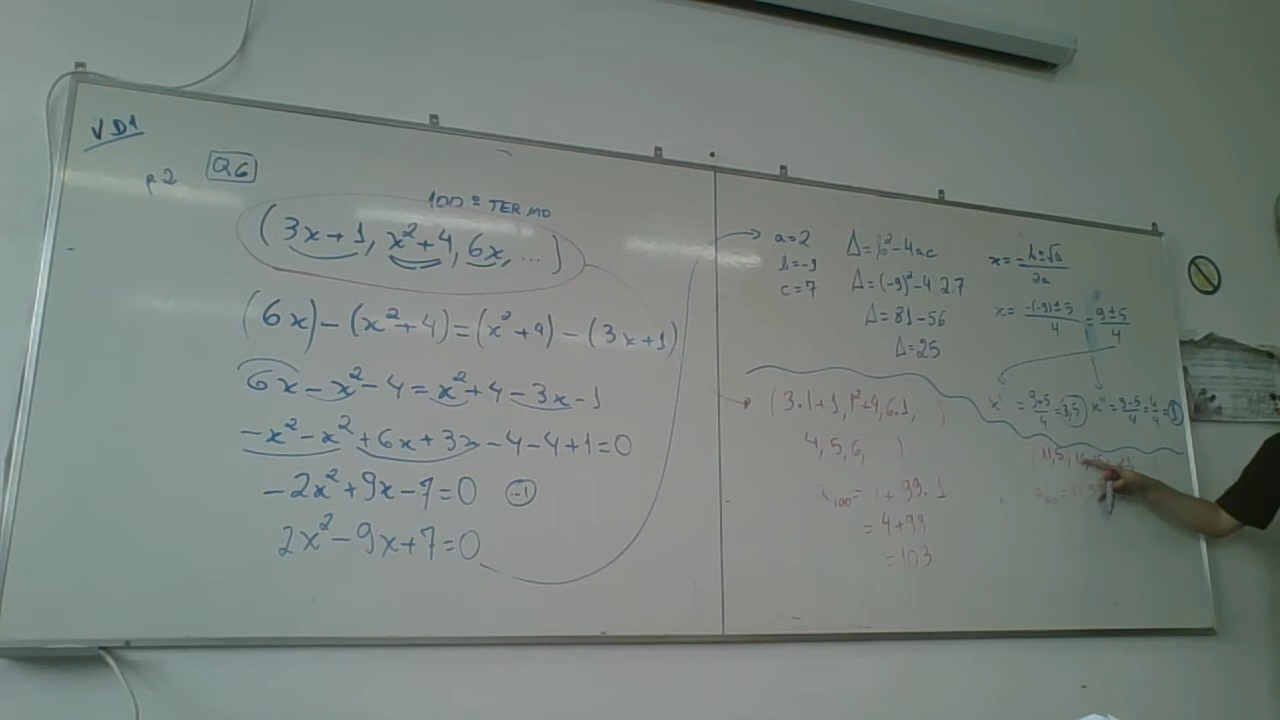 VD1
p2 Q6
100º TERMO
(3x+1, x²+4, 6x, ...)
(6x)-(x²+4)=(x²+4)-(3x+1)
6x-x²-4=x²+4-3x-1
-x²-x²+6x+3x-4-4+1=0
-2x²+9x-7=0 (-1)
2x²-9x+7=0
a=2
b=-9
c=7
Δ=b²-4ac
Δ=(-9)²-4.2.7
Δ=81-56
Δ=25
x=-b±√Δ/2a
x=-(-9)±5/4=9±5/4
x'=9+5/4=3,5 x"=9-5/4=4/4=1
(3.1+1, 1²+4, 6.1, )
4, 5, 6, )
=4+99
=103